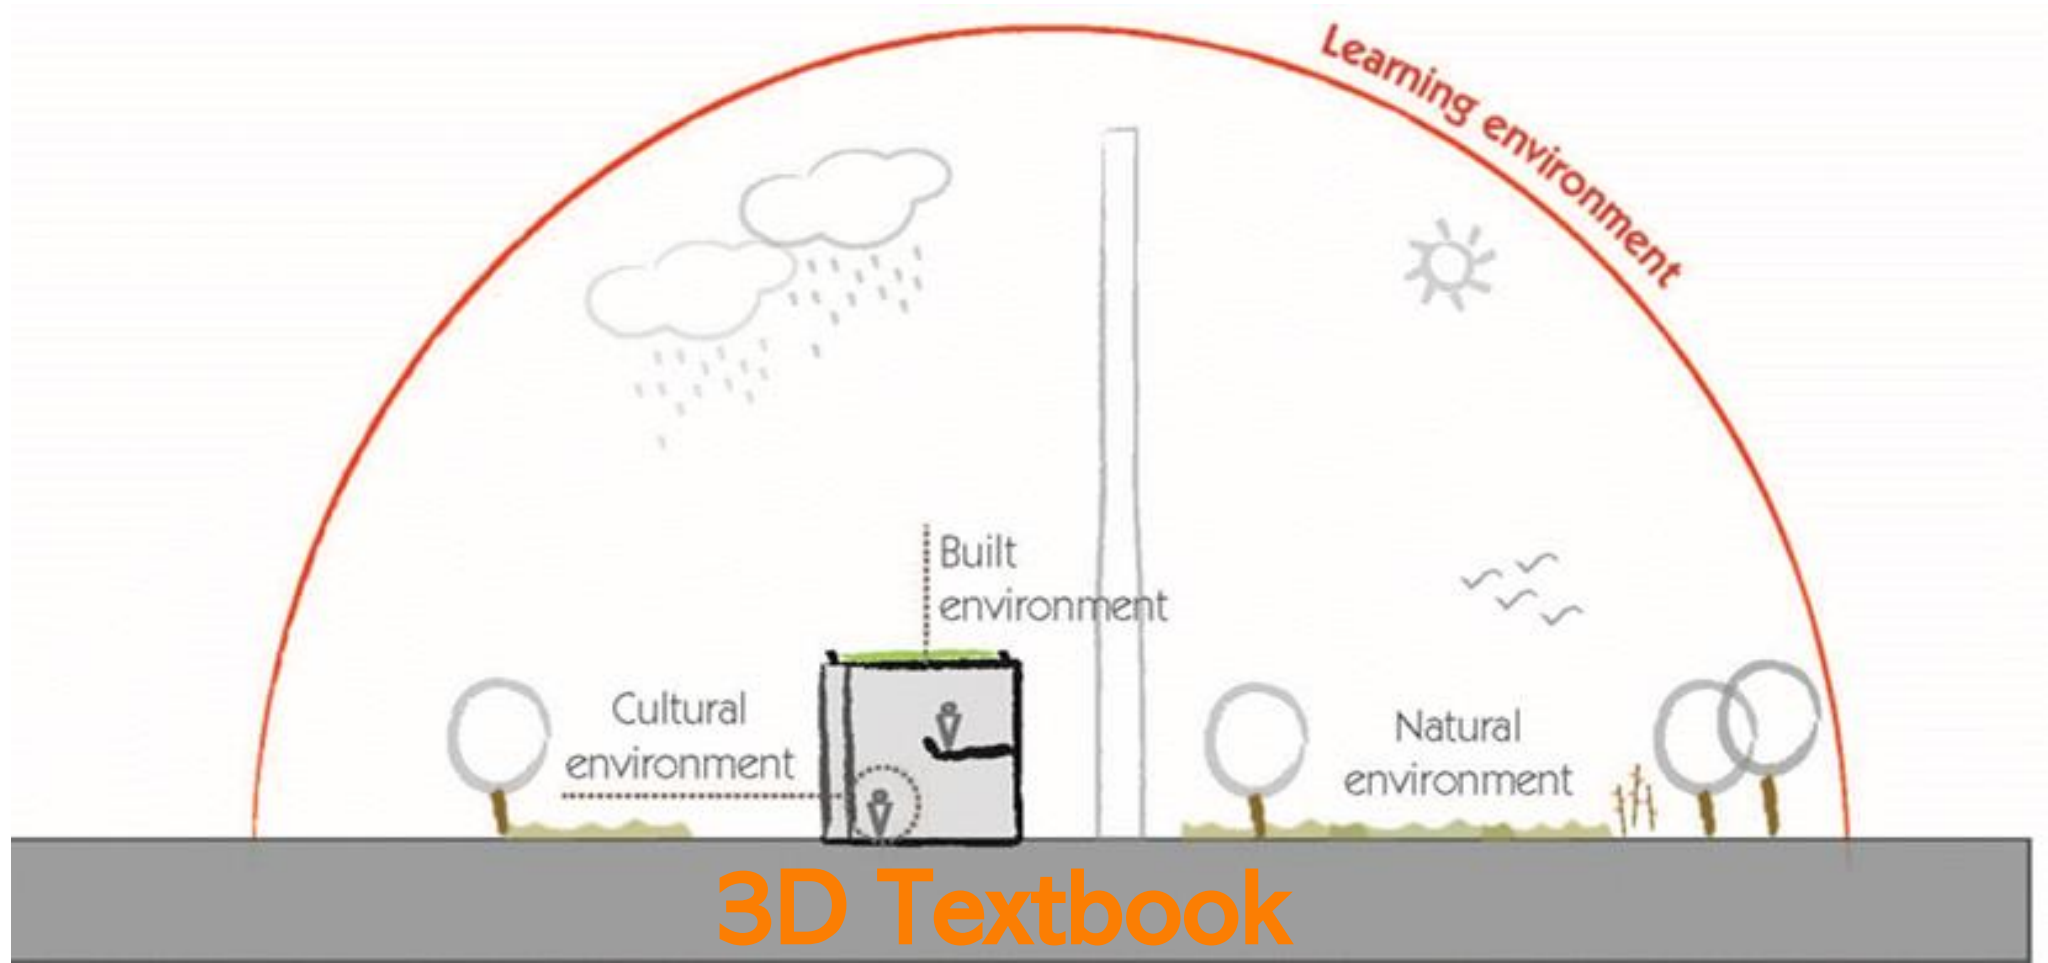 Learning environment
Built
environment
Cultural
environment
Natural
environment
3D Textbook